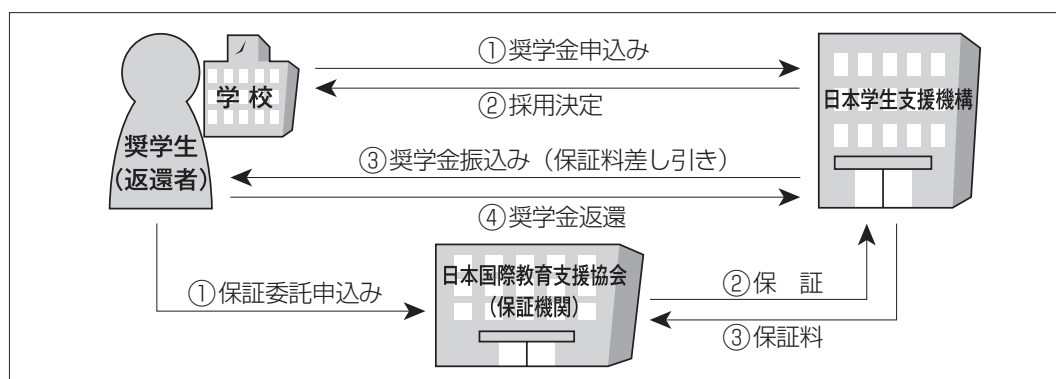 ①奨学金申込み
学校
②採用決定
日本学生支援機構
奨学生
(返還者)
③奨学金振込み（保証料差し引き）
④奨学金返還
①保証委託申込み
日本国際教育支援協会
(保証機関)
②保　証
③保証料